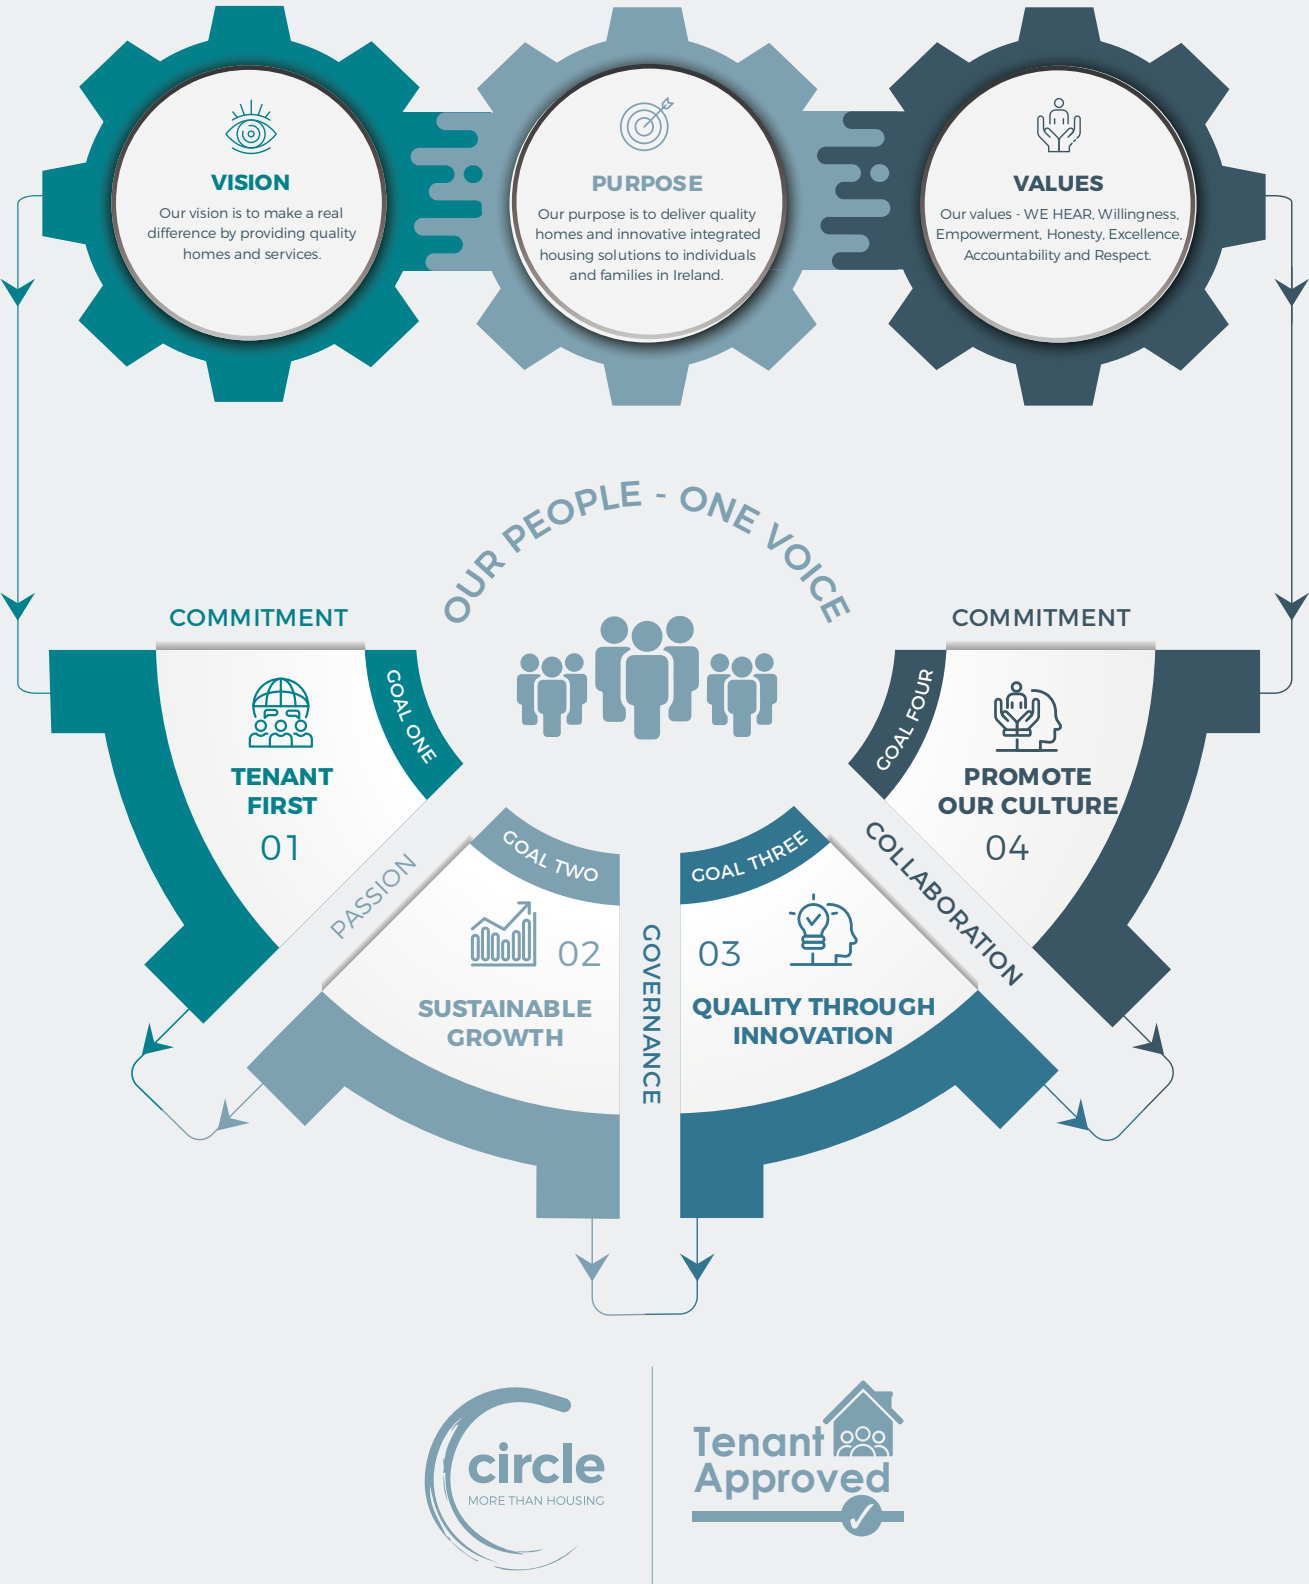 VISION
Our vision is to make a real
difference by providing quality
homes and services.
PURPOSE
Our purpose is to deliver quality
homes and innovative integrated
housing solutions to individuals
and families in Ireland.
VALUES
Our values - WE HEAR, Willingness,
Empowerment, Honesty, Excellence,
Accountability and Respect.
OUR PEOPLE - ONE VOICE
COMMITMENT
GOAL ONE
TENANT
FIRST
01
PASSION
GOAL TWO
02
SUSTAINABLE
GROWTH
GOVERNANCE
GOAL THREE
03
QUALITY THROUGH
INNOVATION
COLLABORATION
COMMITMENT
GOAL FOUR
PROMOTE
OUR CULTURE
04
circle
MORE THAN HOUSING
Tenant
Approved